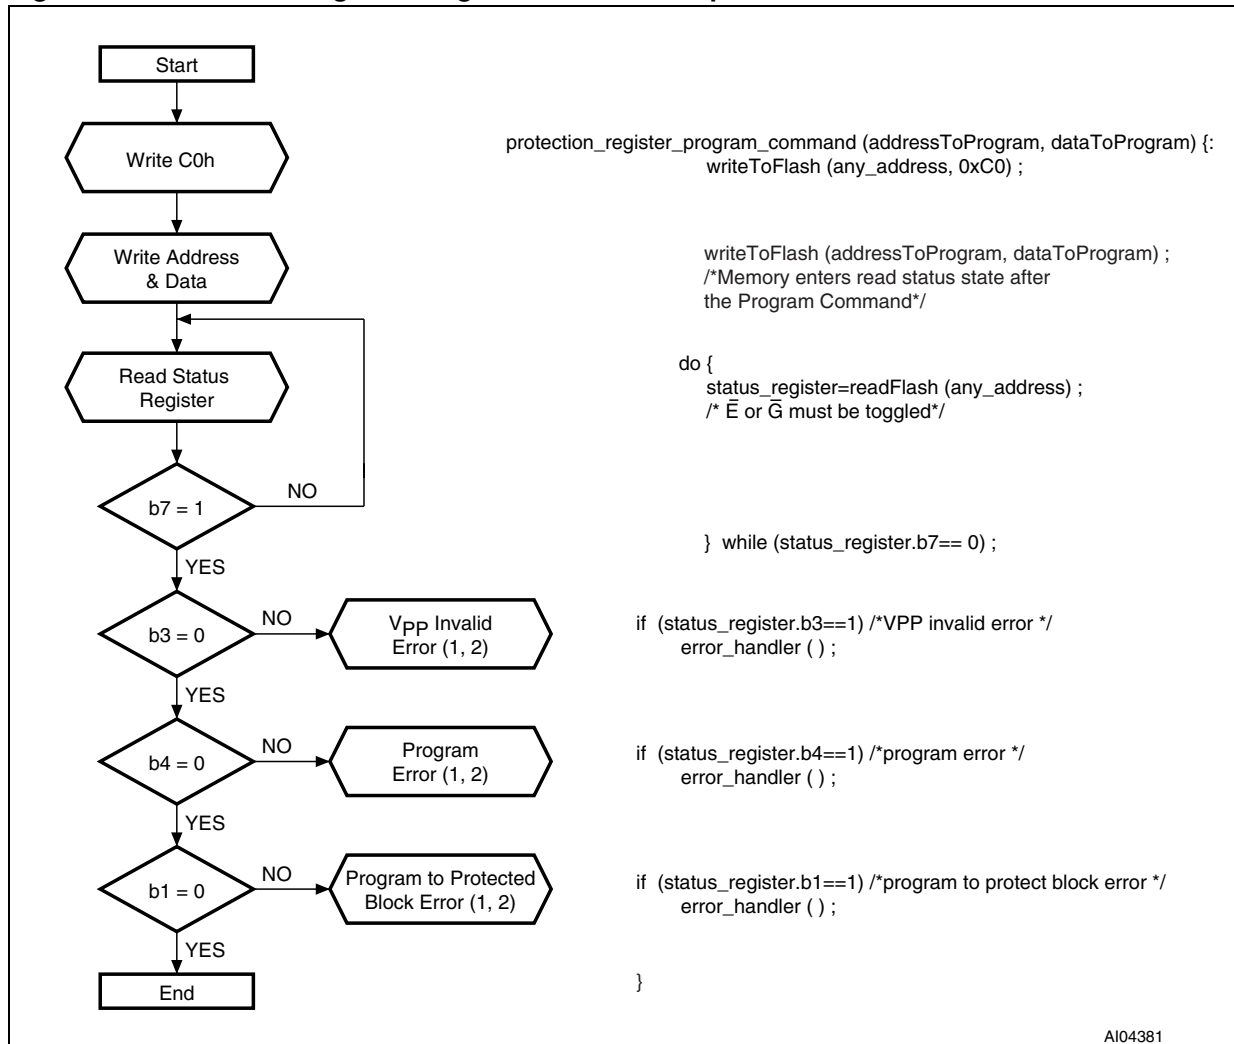 Start
Write C0h
protection_register_program_command (addressToProgram, dataToProgram) {:
writeToFlash (any_address, 0xC0) ;
Write Address
& Data
writeToFlash (addressToProgram, dataToProgram) ;
/*Memory enters read status state after
the Program Command*/
Read Status
Register
do {
status_register=readFlash (any_address) ;
/* E̅ or G̅ must be toggled*/
b7 = 1
NO
YES
} while (status_register.b7== 0) ;
b3 = 0
NO
YES
VPP Invalid
Error (1, 2)
if (status_register.b3==1) /*VPP invalid error */
error_handler ( ) ;
b4 = 0
NO
YES
Program
Error (1, 2)
if (status_register.b4==1) /*program error */
error_handler ( ) ;
b1 = 0
NO
YES
Program to Protected
Block Error (1, 2)
if (status_register.b1==1) /*program to protect block error */
error_handler ( ) ;
End
}
AI04381